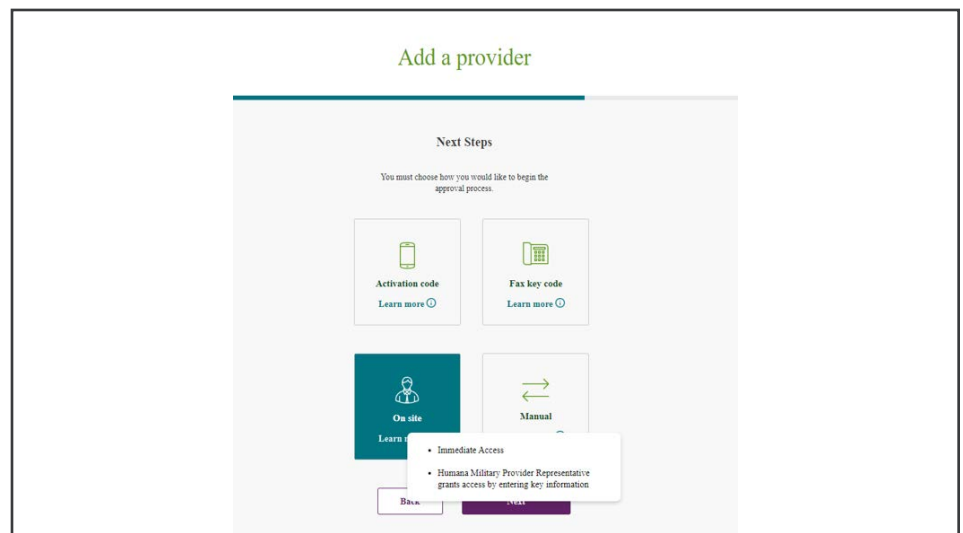 Add a provider
Next Steps
You must choose how you would like to begin the
approval process.
Activation code
Learn more
Fax key code
Learn more
On site
Learn
Manual
• Immediate Access
• Humana Military Provider Representative
grants access by entering key information
Back
Next